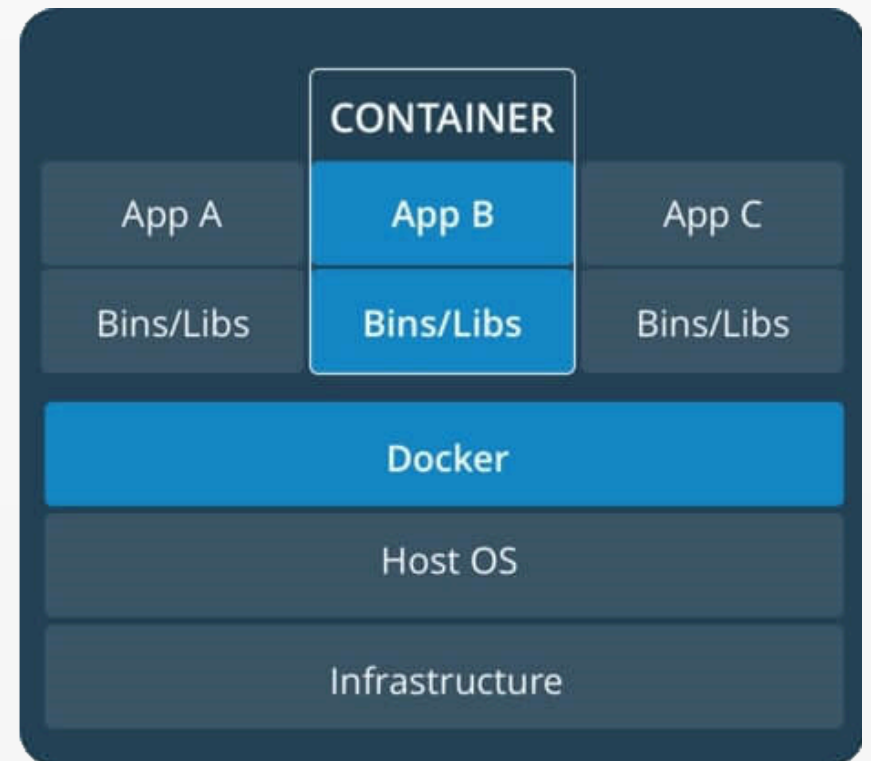 CONTAINER
App A
App B
App C
Bins/Libs
Bins/Libs
Bins/Libs
Docker
Host OS
Infrastructure